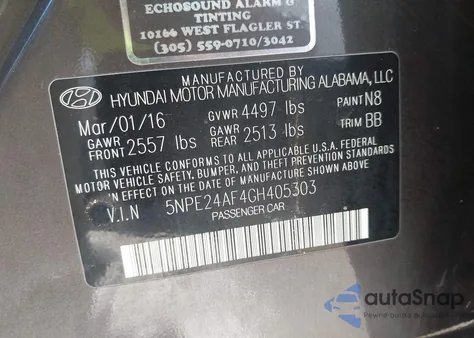 ECHOSOUND ALARM &
TINTING
10166 WEST FLAGLER ST.
(305) 559-0710/3042
MANUFACTURED BY
HYUNDAI MOTOR MANUFACTURING ALABAMA, LLC
Mar/01/16 GVWR 4497 lbs PAINT N8
GAWR FRONT 2557 lbs GAWR REAR 2513 lbs TRIM BB
THIS VEHICLE CONFORMS TO ALL APPLICABLE U.S.A. FEDERAL
MOTOR VEHICLE SAFETY, BUMPER, AND THEFT PREVENTION
STANDARDS IN EFFECT ON THE DATE OF MANUFACTURE SHOWN ABOVE
V.I.N 5NPE24AF4GH405303
PASSENGER CAR
autoSnap